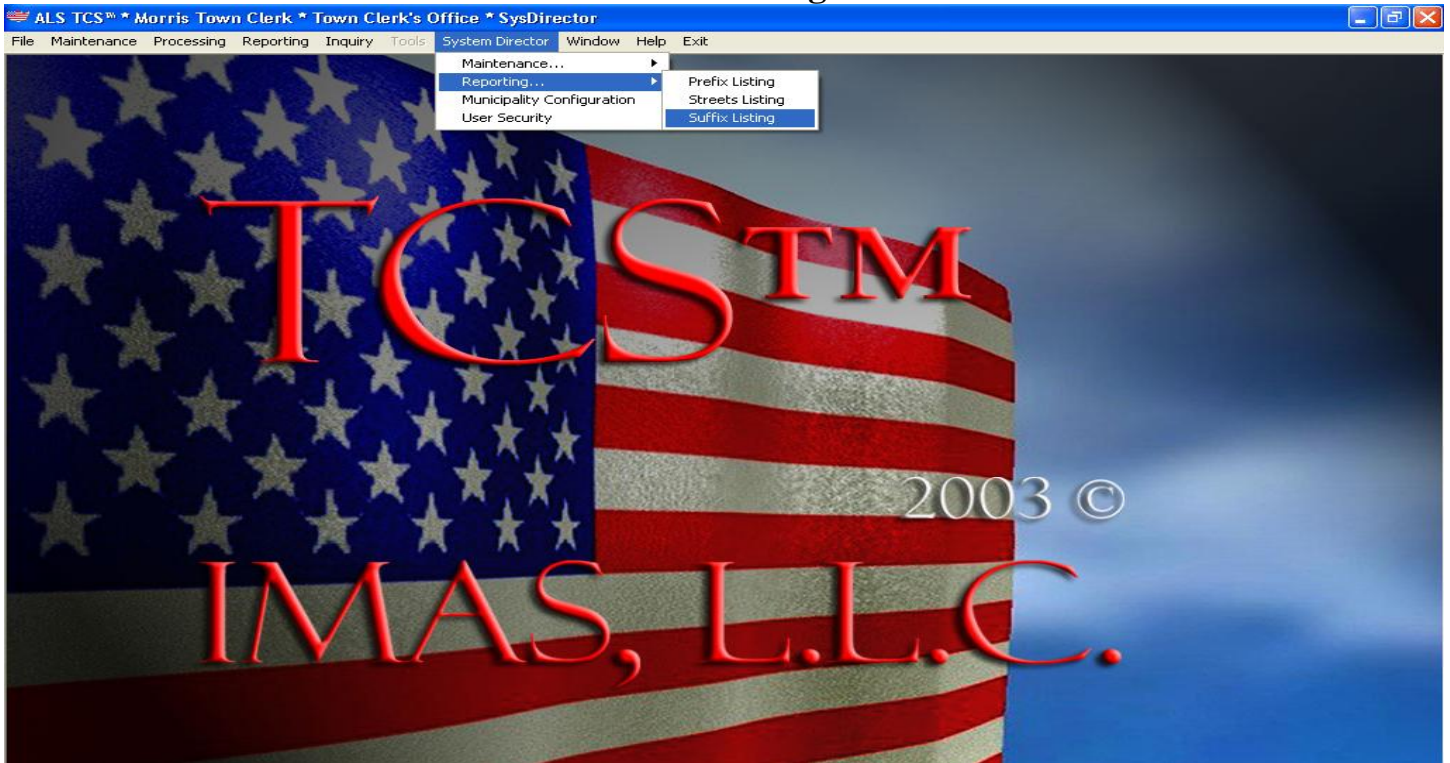 ALS TCS™ * Morris Town Clerk * Town Clerk's Office * SysDirector
File Maintenance Processing Reporting Inquiry Tools System Director Window Help Exit
Maintenance...
Reporting...
Municipality Configuration
User Security
Prefix Listing
Streets Listing
Suffix Listing
TCS™
2003 ©
IMAS, L.L.C.